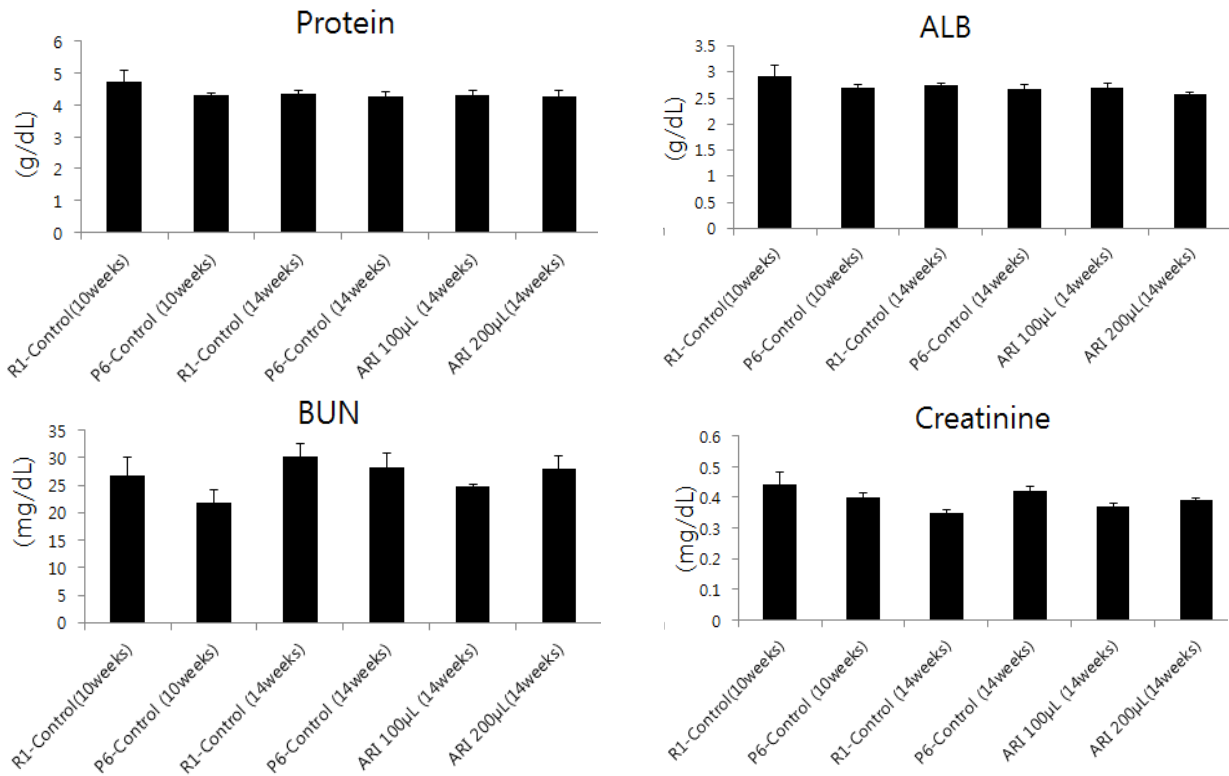 Protein
6
5
4
3
2
1
0
(g/dL)
R1-Control(10weeks)
P6-Control (10weeks)
R1-Control (14weeks)
P6-Control (14weeks)
ARI 100µL (14weeks)
ARI 200µL(14weeks)
ALB
3.5
3
2.5
2
1.5
1
0.5
0
(g/dL)
R1-Control(10weeks)
P6-Control (10weeks)
R1-Control (14weeks)
P6-Control (14weeks)
ARI 100µL (14weeks)
ARI 200µL(14weeks)
BUN
35
30
25
20
15
10
5
0
(mg/dL)
R1-Control(10weeks)
P6-Control (10weeks)
R1-Control (14weeks)
P6-Control (14weeks)
ARI 100µL (14weeks)
ARI 200µL(14weeks)
Creatinine
0.6
0.5
0.4
0.3
0.2
0.1
0
(mg/dL)
R1-Control(10weeks)
P6-Control (10weeks)
R1-Control (14weeks)
P6-Control (14weeks)
ARI 100µL (14weeks)
ARI 200µL(14weeks)